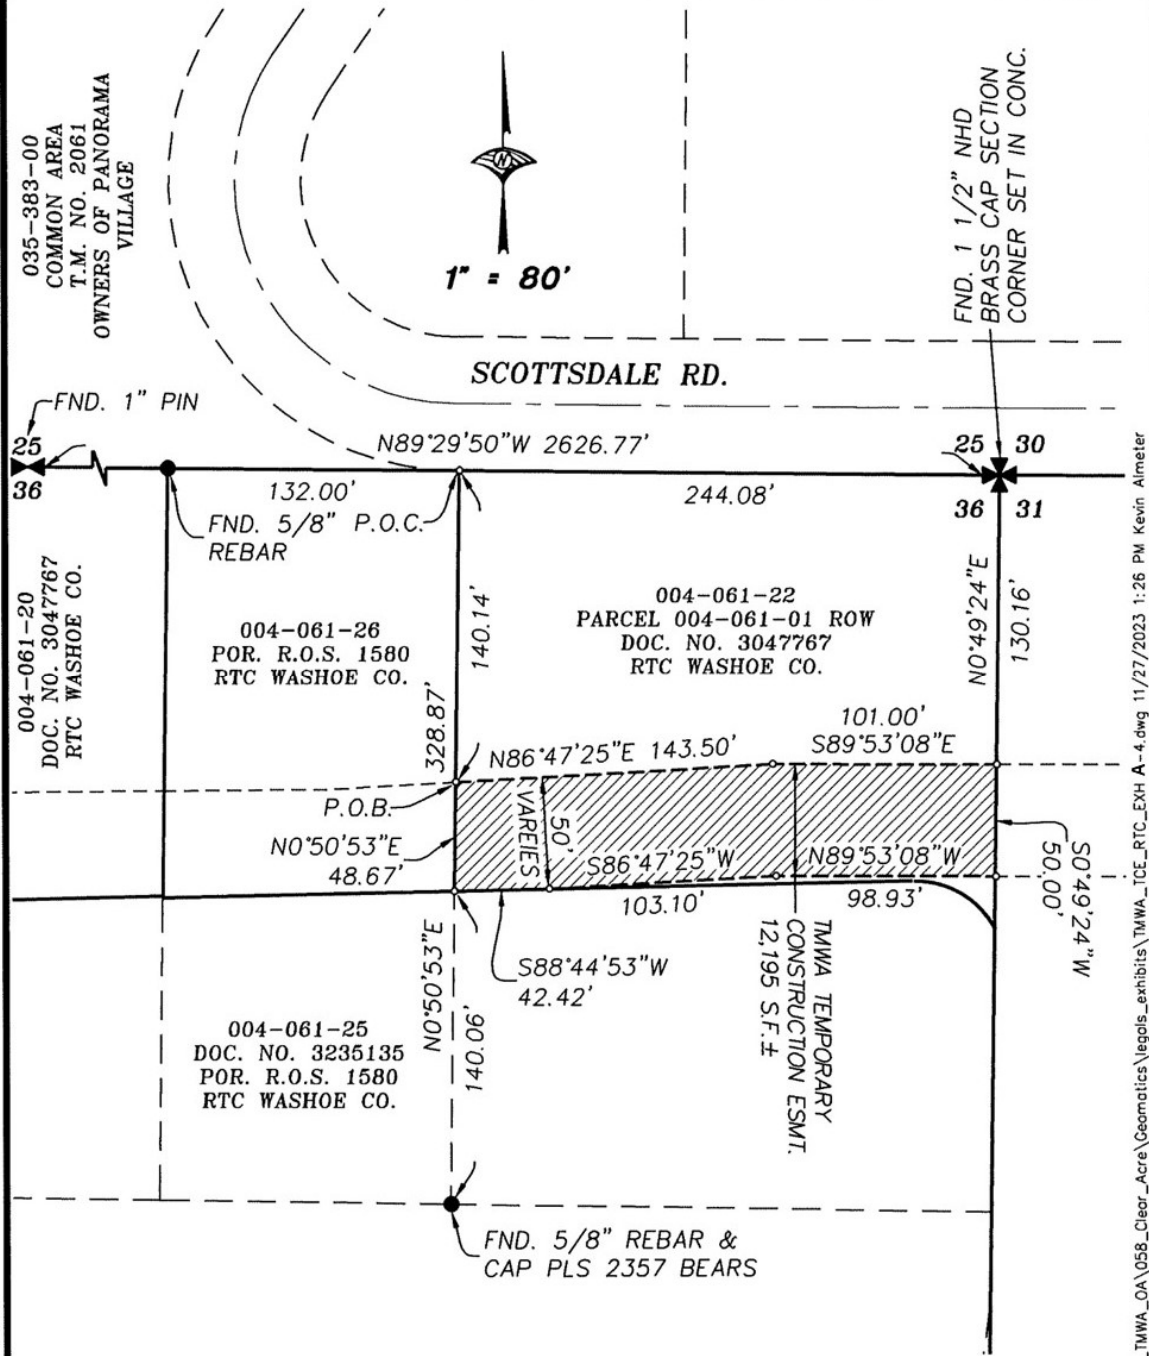 035-383-00
COMMON AREA
T.M. NO. 2061
OWNERS OF PANORAMA
VILLAGE
N
1" = 80'
FND. 1 1/2" NHD
BRASS CAP SECTION
CORNER SET IN CONC.
SCOTTSDALE RD.
FND. 1" PIN
25
36
N89°29'50"W 2626.77'
25 30
36 31
132.00'
244.08'
FND. 5/8"
REBAR
P.O.C.
004-061-20
DOC. NO. 3047767
RTC WASHOE CO.
004-061-26
POR. R.O.S. 1580
RTC WASHOE CO.
140.14'
328.87'
004-061-22
PARCEL 004-061-01 ROW
DOC. NO. 3047767
RTC WASHOE CO.
N0°49'24"E
130.16'
101.00'
S89°53'08"E
N86°47'25"E 143.50'
P.O.B.
N0°50'53"E
48.67'
50'
VAREIES
S86°47'25"W
103.10'
N89°53'08"W
98.93'
S0°49'24"W
50.00'
S88°44'53"W
42.42'
TMWA TEMPORARY
CONSTRUCTION ESMT.
12,195 S.F.±
N0°50'53"E
140.06'
004-061-25
DOC. NO. 3235135
POR. R.O.S. 1580
RTC WASHOE CO.
FND. 5/8" REBAR &
CAP PLS 2357 BEARS
_TMWA_OA\058_Clear_Acre\Geomatics\legals_exhibits\TMWA_TCE_RTC_EXH A-4.dwg 11/27/2023 1:26 PM Kevin Almeter